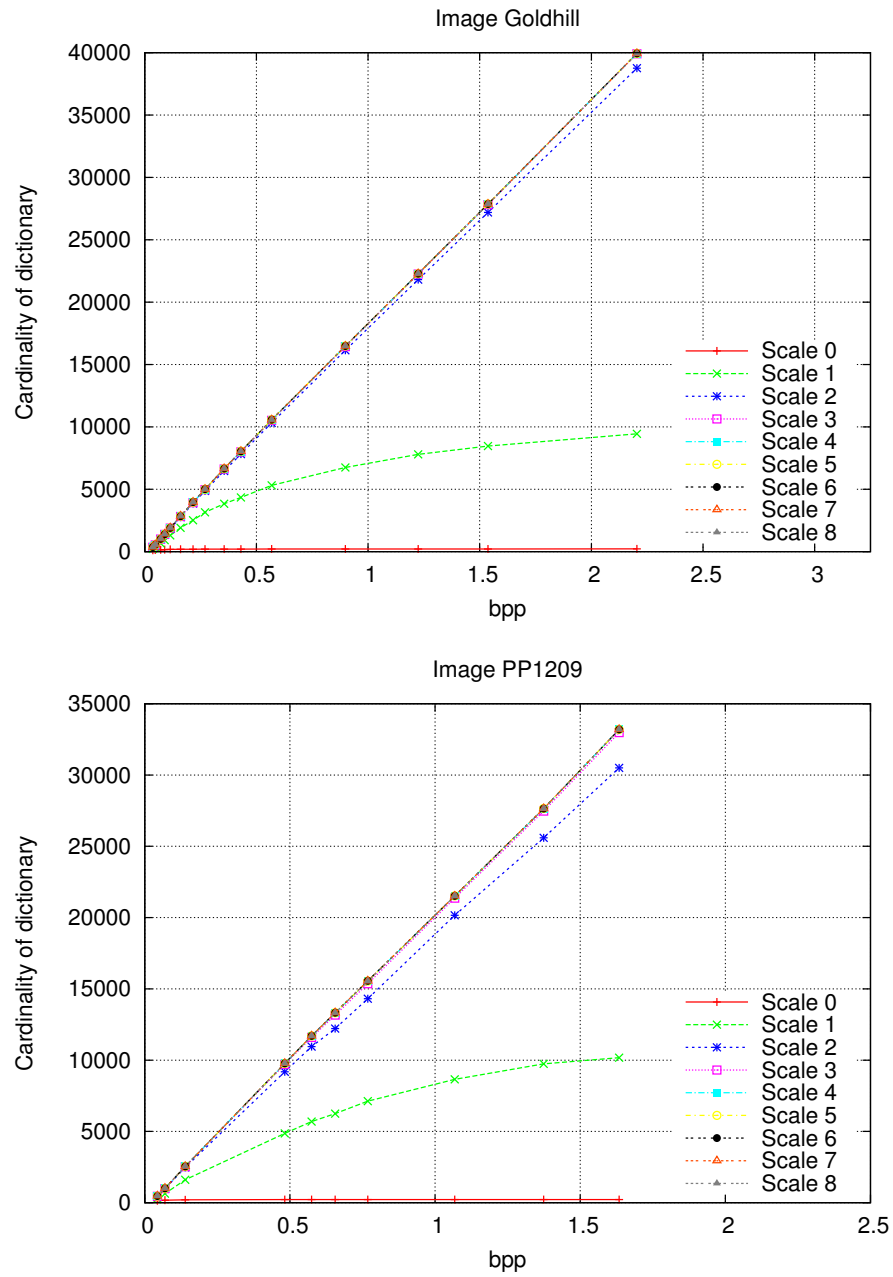 Image Goldhill
40000
35000
30000
25000
20000
15000
10000
5000
0
Cardinality of dictionary
Scale 0
Scale 1
Scale 2
Scale 3
Scale 4
Scale 5
Scale 6
Scale 7
Scale 8
0 0.5 1 1.5 2 2.5 3
bpp
Image PP1209
35000
30000
25000
20000
15000
10000
5000
0
Cardinality of dictionary
Scale 0
Scale 1
Scale 2
Scale 3
Scale 4
Scale 5
Scale 6
Scale 7
Scale 8
0 0.5 1 1.5 2 2.5
bpp